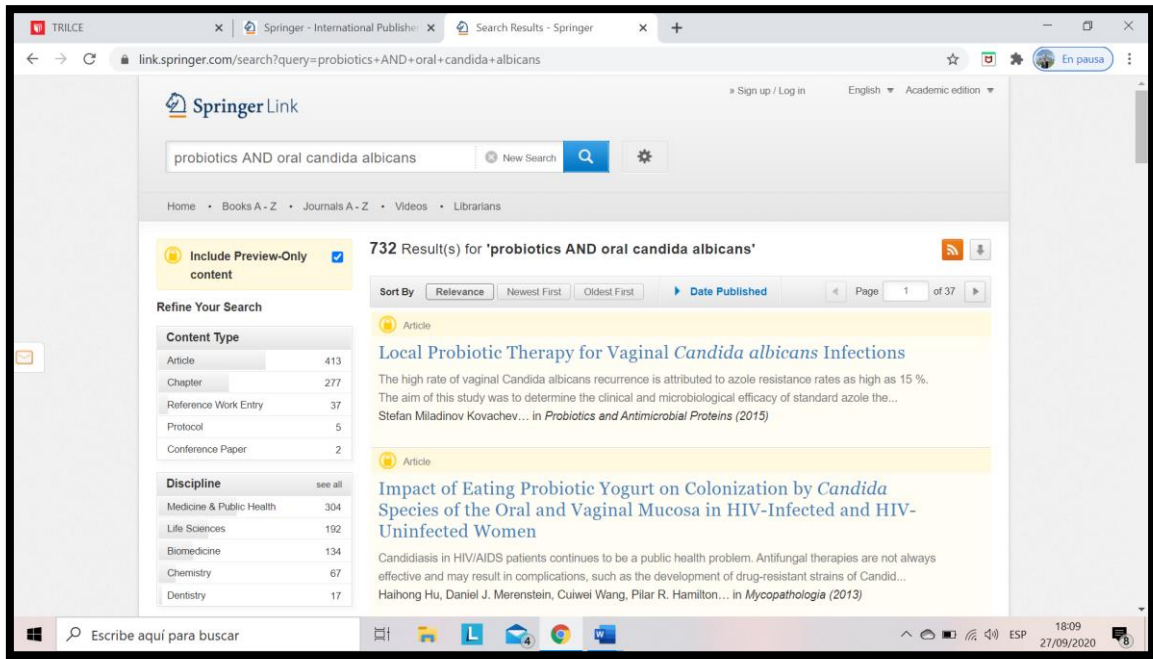 TRILCE
Springer - International Publisher
Search Results - Springer
link.springer.com/search?query=probiotics+AND+oral+candida+albicans
En pausa
» Sign up / Log in
English
Academic edition
Springer Link
probiotics AND oral candida albicans
New Search
Home • Books A - Z • Journals A - Z • Videos • Librarians
Include Preview-Only
content
732 Result(s) for 'probiotics AND oral candida albicans'
Sort By Relevance Newest First Oldest First Date Published Page 1 of 37
Refine Your Search
Content Type
Article 413
Chapter 277
Reference Work Entry 37
Protocol 5
Conference Paper 2
Discipline see all
Medicine & Public Health 304
Life Sciences 192
Biomedicine 134
Chemistry 67
Dentistry 17
Article
Local Probiotic Therapy for Vaginal Candida albicans Infections
The high rate of vaginal Candida albicans recurrence is attributed to azole resistance rates as high as 15 %.
The aim of this study was to determine the clinical and microbiological efficacy of standard azole the...
Stefan Miladinov Kovachev… in Probiotics and Antimicrobial Proteins (2015)
Article
Impact of Eating Probiotic Yogurt on Colonization by Candida
Species of the Oral and Vaginal Mucosa in HIV-Infected and HIV-
Uninfected Women
Candidiasis in HIV/AIDS patients continues to be a public health problem. Antifungal therapies are not always
effective and may result in complications, such as the development of drug-resistant strains of Candid...
Haihong Hu, Daniel J. Merenstein, Cuiwei Wang, Pilar R. Hamilton… in Mycopathologia (2013)
Escribe aquí para buscar
L
4
ESP
18:09
27/09/2020
8